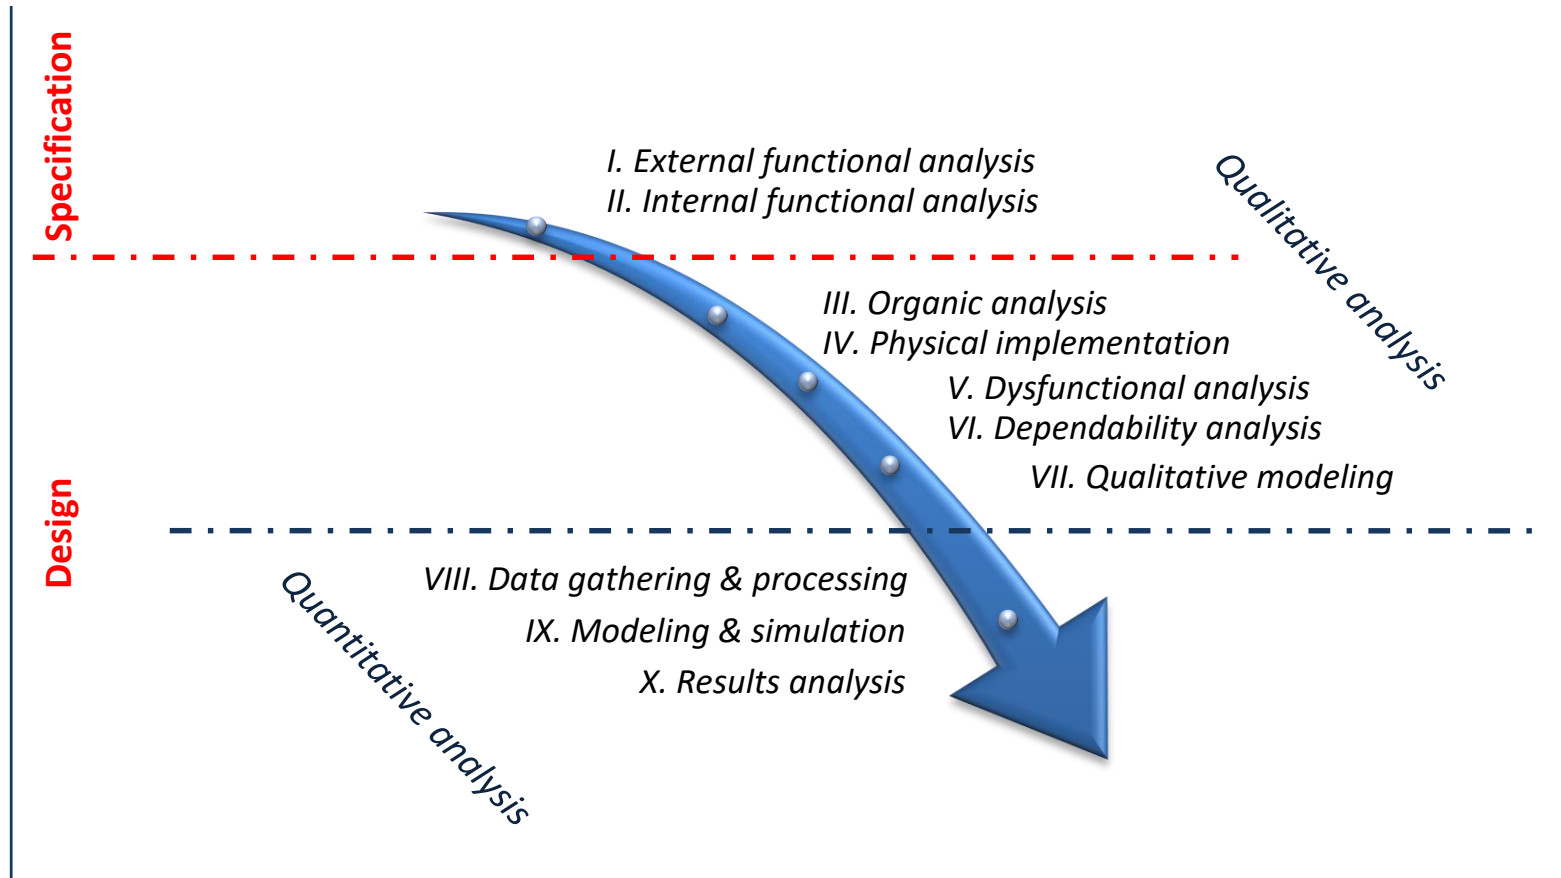 Specification
I. External functional analysis
II. Internal functional analysis
Qualitative analysis
III. Organic analysis
IV. Physical implementation
V. Dysfunctional analysis
VI. Dependability analysis
VII. Qualitative modeling
Design
VIII. Data gathering & processing
IX. Modeling & simulation
X. Results analysis
Quantitative analysis